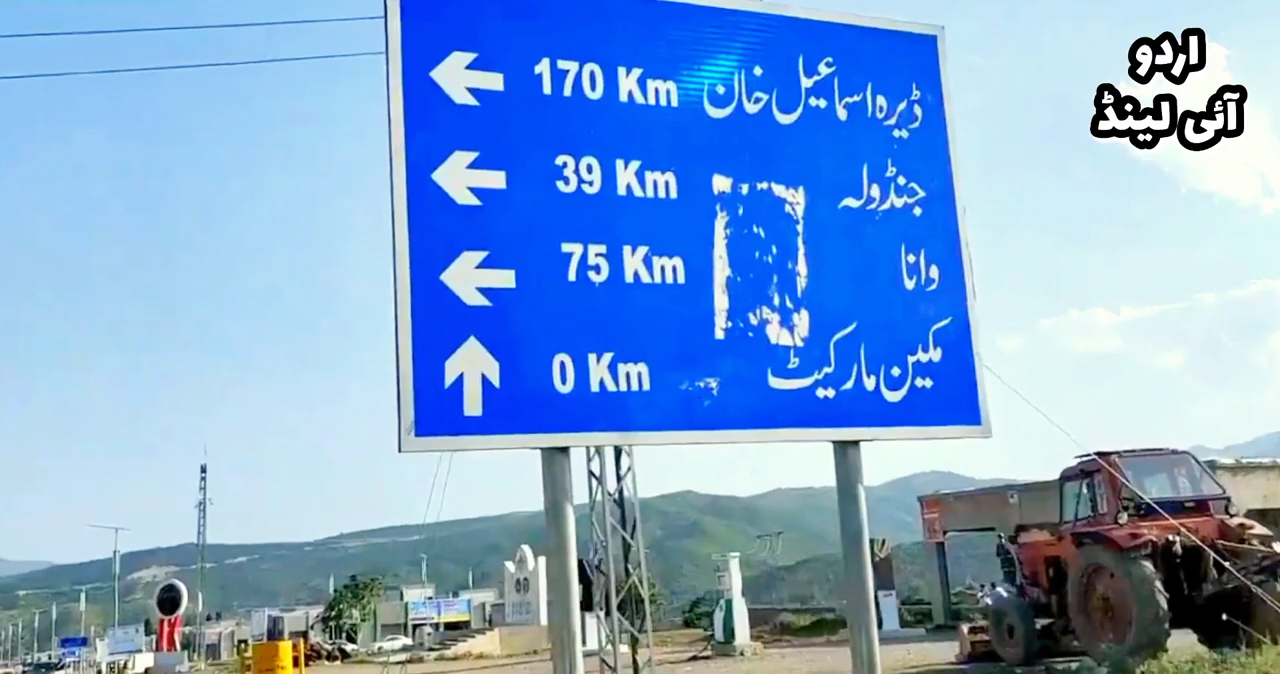 ڈیرہ اسماعیل خان 170 Km
جنڈولہ 39 Km
وانا 75 Km
مکین مارکیٹ 0 Km
اردو
آئی لینڈ